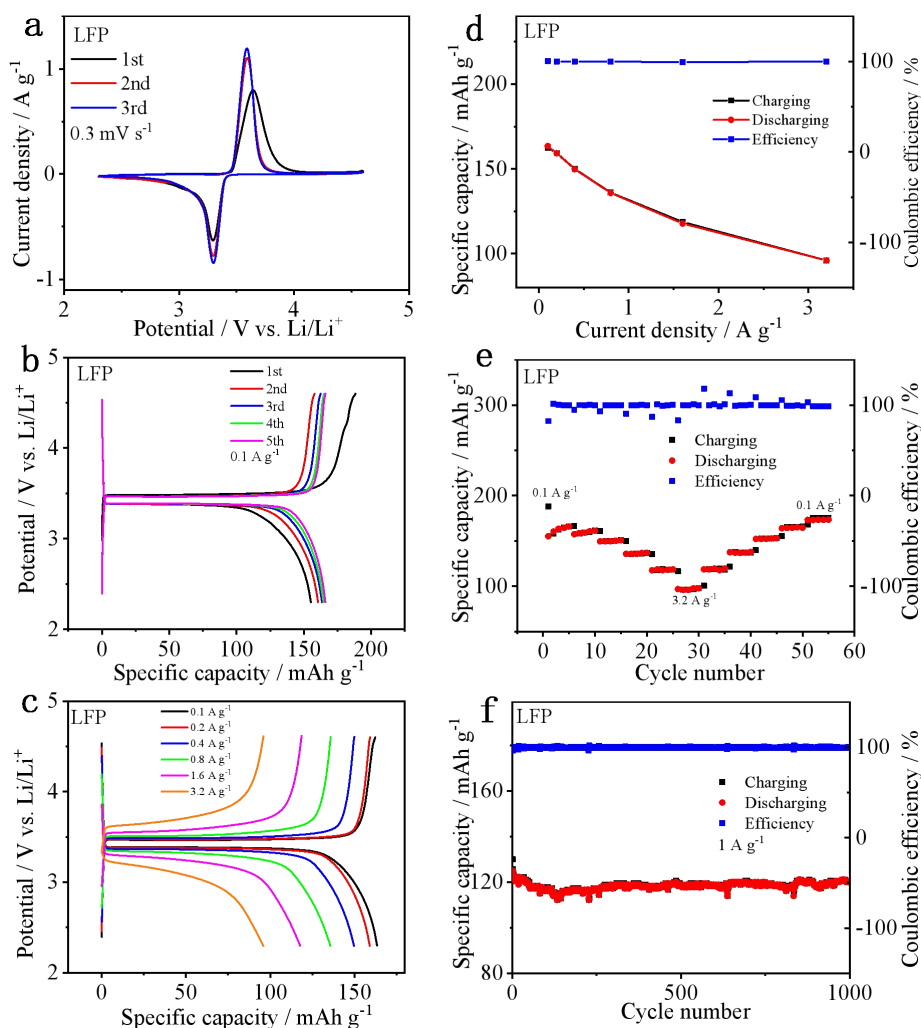 a
LFP
1st
2nd
3rd
0.3 mV s⁻¹
1
0
-1
2
3
4
5
Current density / A g⁻¹
Potential / V vs. Li/Li⁺
d
LFP
Charging
Discharging
Efficiency
200
150
100
100
0
-100
0
1
2
3
Specific capacity / mAh g⁻¹
Coulombic efficiency / %
Current density / A g⁻¹
b
LFP
1st
2nd
3rd
4th
5th
0.1 A g⁻¹
5
4
3
2
0
50
100
150
200
Potential / V vs. Li/Li⁺
Specific capacity / mAh g⁻¹
e
LFP
Charging
Discharging
Efficiency
0.1 A g⁻¹
0.1 A g⁻¹
3.2 A g⁻¹
300
200
100
100
0
-100
0
10
20
30
40
50
60
Specific capacity / mAh g⁻¹
Coulombic efficiency / %
Cycle number
c
LFP
0.1 A g⁻¹
0.2 A g⁻¹
0.4 A g⁻¹
0.8 A g⁻¹
1.6 A g⁻¹
3.2 A g⁻¹
5
4
3
2
0
50
100
150
Potential / V vs. Li/Li⁺
Specific capacity / mAh g⁻¹
f
LFP
Charging
Discharging
Efficiency
1 A g⁻¹
160
120
80
100
0
-100
0
500
1000
Specific capacity / mAh g⁻¹
Coulombic efficiency / %
Cycle number